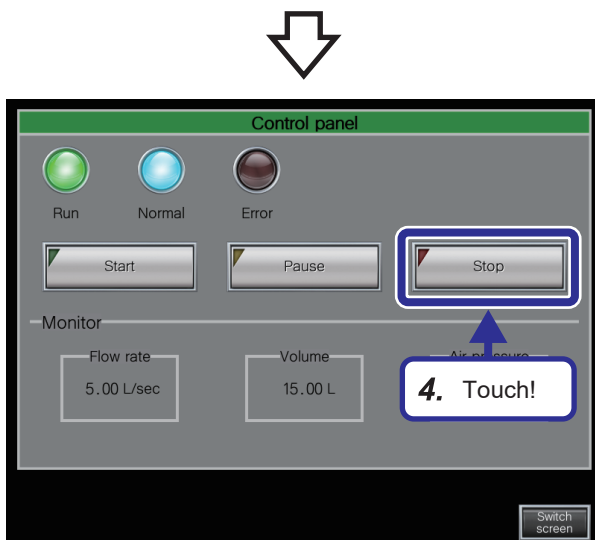 Control panel
Run Normal Error
Start Pause Stop
Monitor
Flow rate Volume Air pressure
5.00 L/sec 15.00 L
4. Touch!
Switch
screen